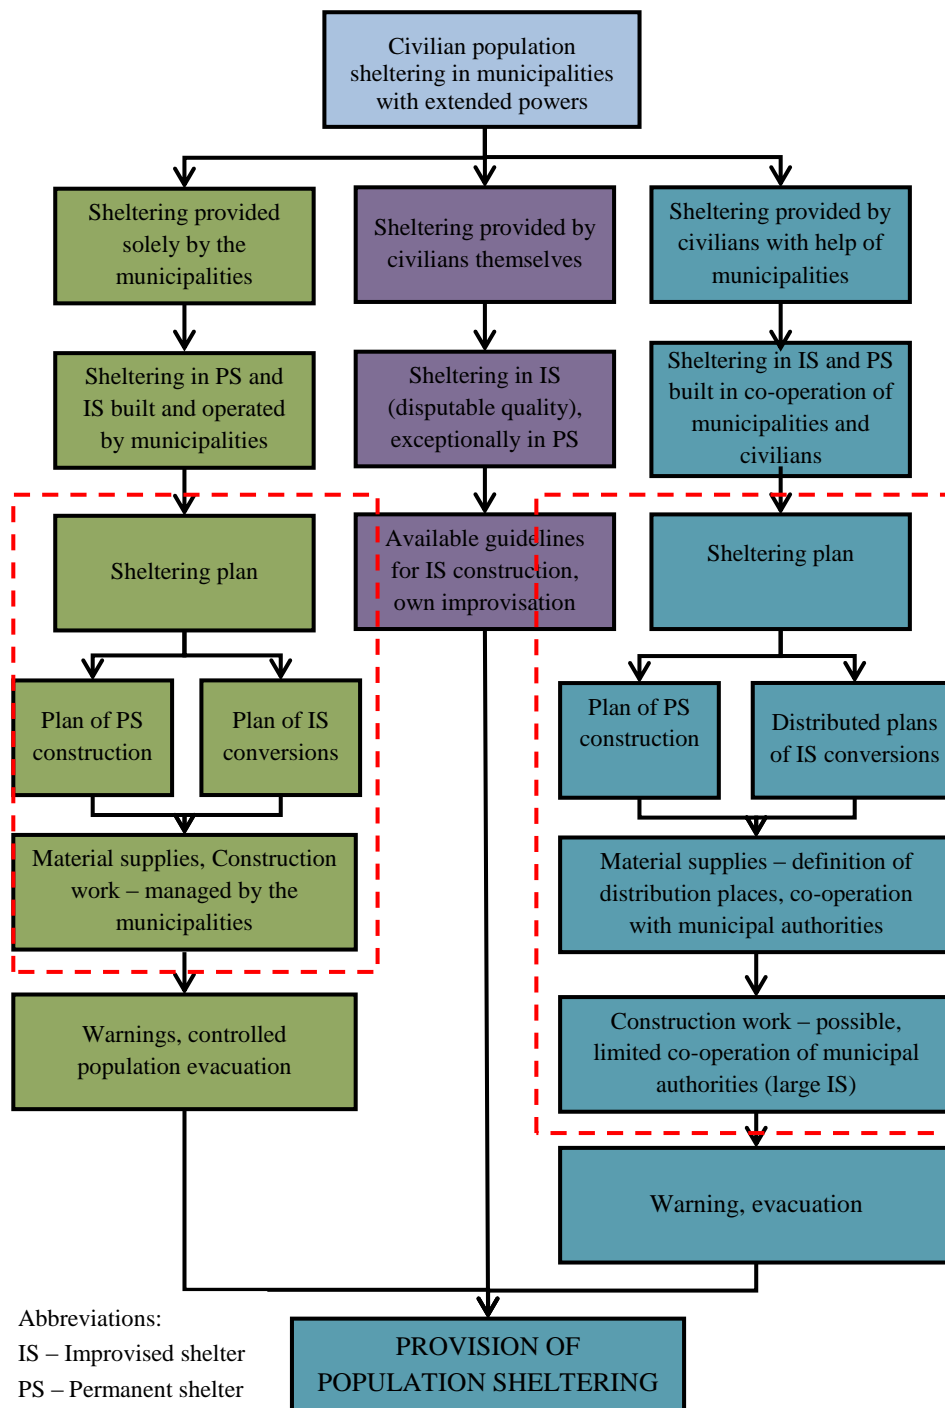 Civilian population
sheltering in municipalities
with extended powers
Sheltering provided
solely by the
municipalities
Sheltering provided by
civilians themselves
Sheltering provided by
civilians with help of
municipalities
Sheltering in PS and
IS built and operated
by municipalities
Sheltering in IS
(disputable quality),
exceptionally in PS
Sheltering in IS and PS
built in co-operation of
municipalities and
civilians
Sheltering plan
Available guidelines
for IS construction,
own improvisation
Sheltering plan
Plan of PS
construction
Plan of IS
conversions
Plan of PS
construction
Distributed plans
of IS conversions
Material supplies, Construction
work – managed by the
municipalities
Material supplies – definition of
distribution places, co-operation
with municipal authorities
Warnings, controlled
population evacuation
Construction work – possible,
limited co-operation of municipal
authorities (large IS)
Warning, evacuation
Abbreviations:
IS – Improvised shelter
PS – Permanent shelter
PROVISION OF
POPULATION SHELTERING